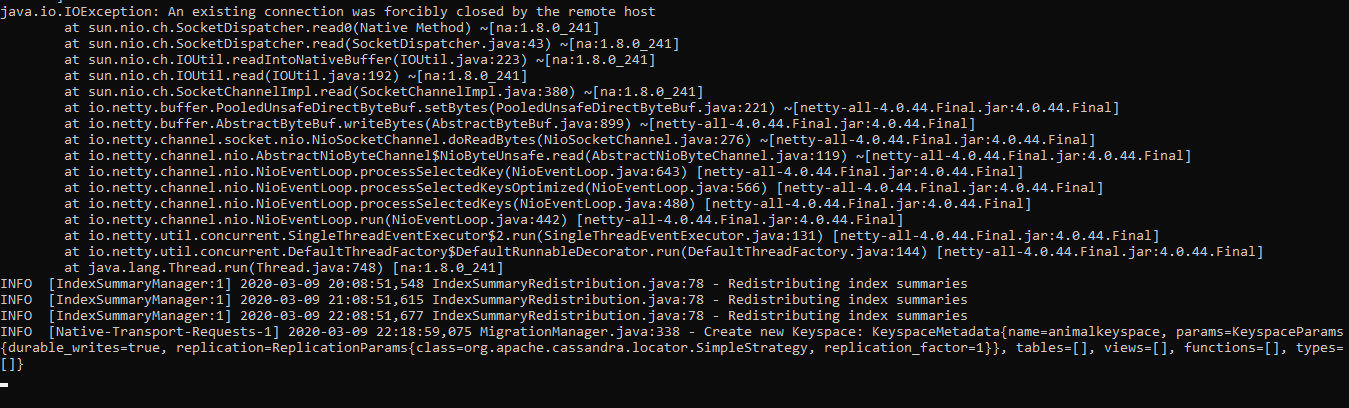 java.io.IOException: An existing connection was forcibly closed by the remote host
at sun.nio.ch.SocketDispatcher.read0(Native Method) ~[na:1.8.0_241]
at sun.nio.ch.SocketDispatcher.read(SocketDispatcher.java:43) ~[na:1.8.0_241]
at sun.nio.ch.IOUtil.readIntoNativeBuffer(IOUtil.java:223) ~[na:1.8.0_241]
at sun.nio.ch.IOUtil.read(IOUtil.java:192) ~[na:1.8.0_241]
at sun.nio.ch.SocketChannelImpl.read(SocketChannelImpl.java:380) ~[na:1.8.0_241]
at io.netty.buffer.PooledUnsafeDirectByteBuf.setBytes(PooledUnsafeDirectByteBuf.java:221) ~[netty-all-4.0.44.Final.jar:4.0.44.Final]
at io.netty.buffer.AbstractByteBuf.writeBytes(AbstractByteBuf.java:899) ~[netty-all-4.0.44.Final.jar:4.0.44.Final]
at io.netty.channel.socket.nio.NioSocketChannel.doReadBytes(NioSocketChannel.java:276) ~[netty-all-4.0.44.Final.jar:4.0.44.Final]
at io.netty.channel.nio.AbstractNioByteChannel$NioByteUnsafe.read(AbstractNioByteChannel.java:119) ~[netty-all-4.0.44.Final.jar:4.0.44.Final]
at io.netty.channel.nio.NioEventLoop.processSelectedKey(NioEventLoop.java:643) [netty-all-4.0.44.Final.jar:4.0.44.Final]
at io.netty.channel.nio.NioEventLoop.processSelectedKeysOptimized(NioEventLoop.java:566) [netty-all-4.0.44.Final.jar:4.0.44.Final]
at io.netty.channel.nio.NioEventLoop.processSelectedKeys(NioEventLoop.java:480) [netty-all-4.0.44.Final.jar:4.0.44.Final]
at io.netty.channel.nio.NioEventLoop.run(NioEventLoop.java:442) [netty-all-4.0.44.Final.jar:4.0.44.Final]
at io.netty.util.concurrent.SingleThreadEventExecutor$2.run(SingleThreadEventExecutor.java:131) [netty-all-4.0.44.Final.jar:4.0.44.Final]
at io.netty.util.concurrent.DefaultThreadFactory$DefaultRunnableDecorator.run(DefaultThreadFactory.java:144) [netty-all-4.0.44.Final.jar:4.0.44.Final]
at java.lang.Thread.run(Thread.java:748) [na:1.8.0_241]
INFO  [IndexSummaryManager:1] 2020-03-09 20:08:51,548 IndexSummaryRedistribution.java:78 - Redistributing index summaries
INFO  [IndexSummaryManager:1] 2020-03-09 21:08:51,615 IndexSummaryRedistribution.java:78 - Redistributing index summaries
INFO  [IndexSummaryManager:1] 2020-03-09 22:08:51,677 IndexSummaryRedistribution.java:78 - Redistributing index summaries
INFO  [Native-Transport-Requests-1] 2020-03-09 22:18:59,075 MigrationManager.java:338 - Create new Keyspace: KeyspaceMetadata{name=animalkeyspace, params=KeyspaceParams
{durable_writes=true, replication=ReplicationParams{class=org.apache.cassandra.locator.SimpleStrategy, replication_factor=1}}, tables=[], views=[], functions=[], types=
[]}